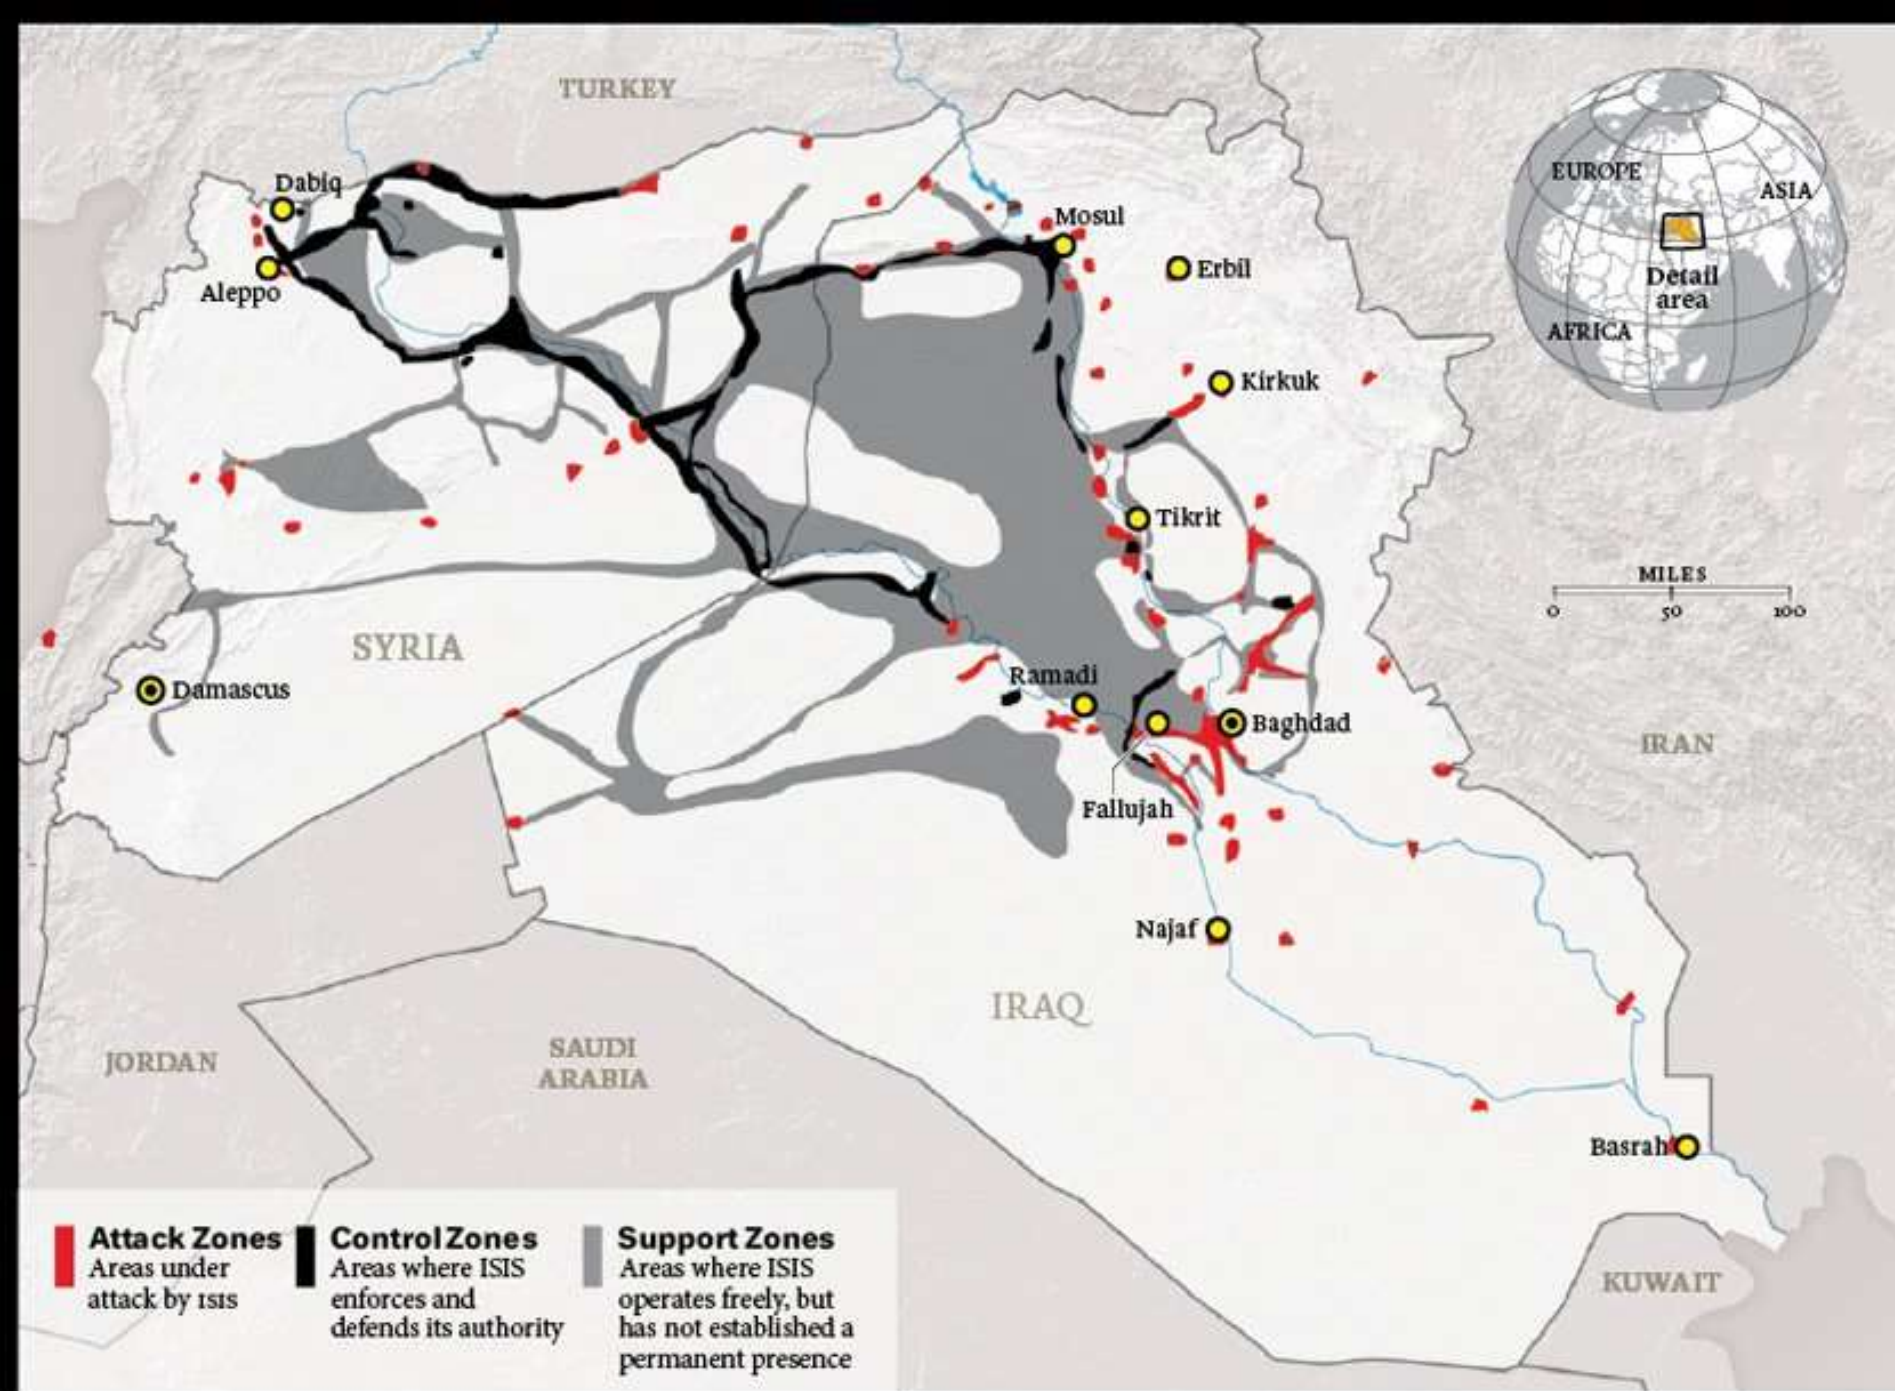 TURKEY
EUROPE
ASIA
Detail
area
AFRICA
Dabiq
Mosul
Aleppo
Erbil
Kirkuk
Tikrit
MILES
0 50 100
SYRIA
Ramadi
Damascus
Baghdad
IRAN
Fallujah
Najaf
IRAQ
JORDAN
SAUDI
ARABIA
Basrah
KUWAIT
Attack Zones
Areas under
attack by ISIS
Control Zones
Areas where ISIS
enforces and
defends its authority
Support Zones
Areas where ISIS
operates freely, but
has not established a
permanent presence